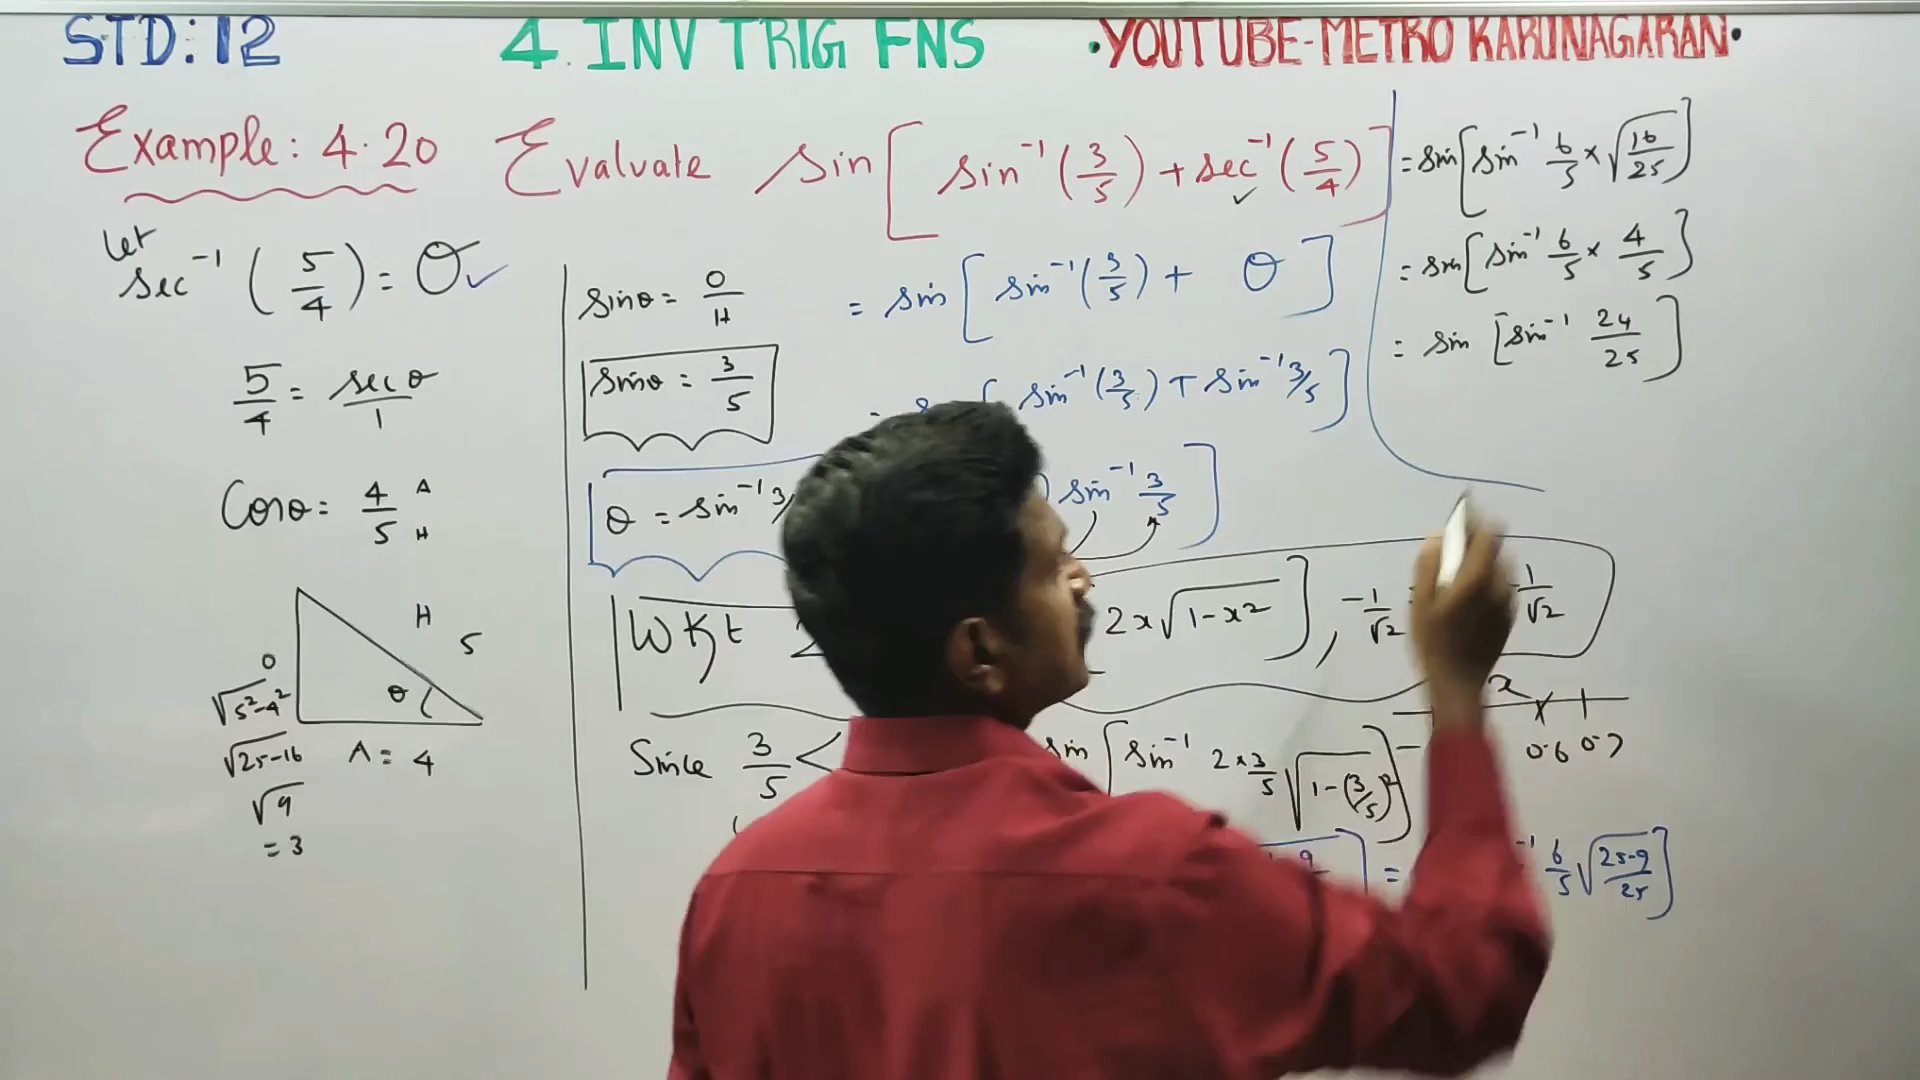 STD: 12
4. INV TRIG FNS
• YOUTUBE-METRO KARUNAGARAN •
Example: 4.20 Evaluate sin[sin⁻¹(3/5) + sec⁻¹(5/4)]
let
sec⁻¹(5/4) = θ ✓
5/4 = secθ/1
Cosθ = 4/5 A H
H
5
O
θ
√5²-4²
√25-16
A = 4
√9
= 3
sinθ = O/H
sinθ = 3/5
θ = sin⁻¹ 3/
= sin[sin⁻¹(3/5) + θ]
= sin⁻¹(3/5) + sin⁻¹ 3/5]
sin⁻¹ 3/5]
WKt 2x√1-x²], -1/√2 1/√2
x
0.6 0.7
Since 3/5 <
sin[sin⁻¹ 2×3/5 √1-(3/5)²]
9
= ⁻¹ 6/5 √25-9/25]
= sin[sin⁻¹ 6/5 × √16/25]
= sin[sin⁻¹ 6/5 × 4/5]
= sin[sin⁻¹ 24/25]